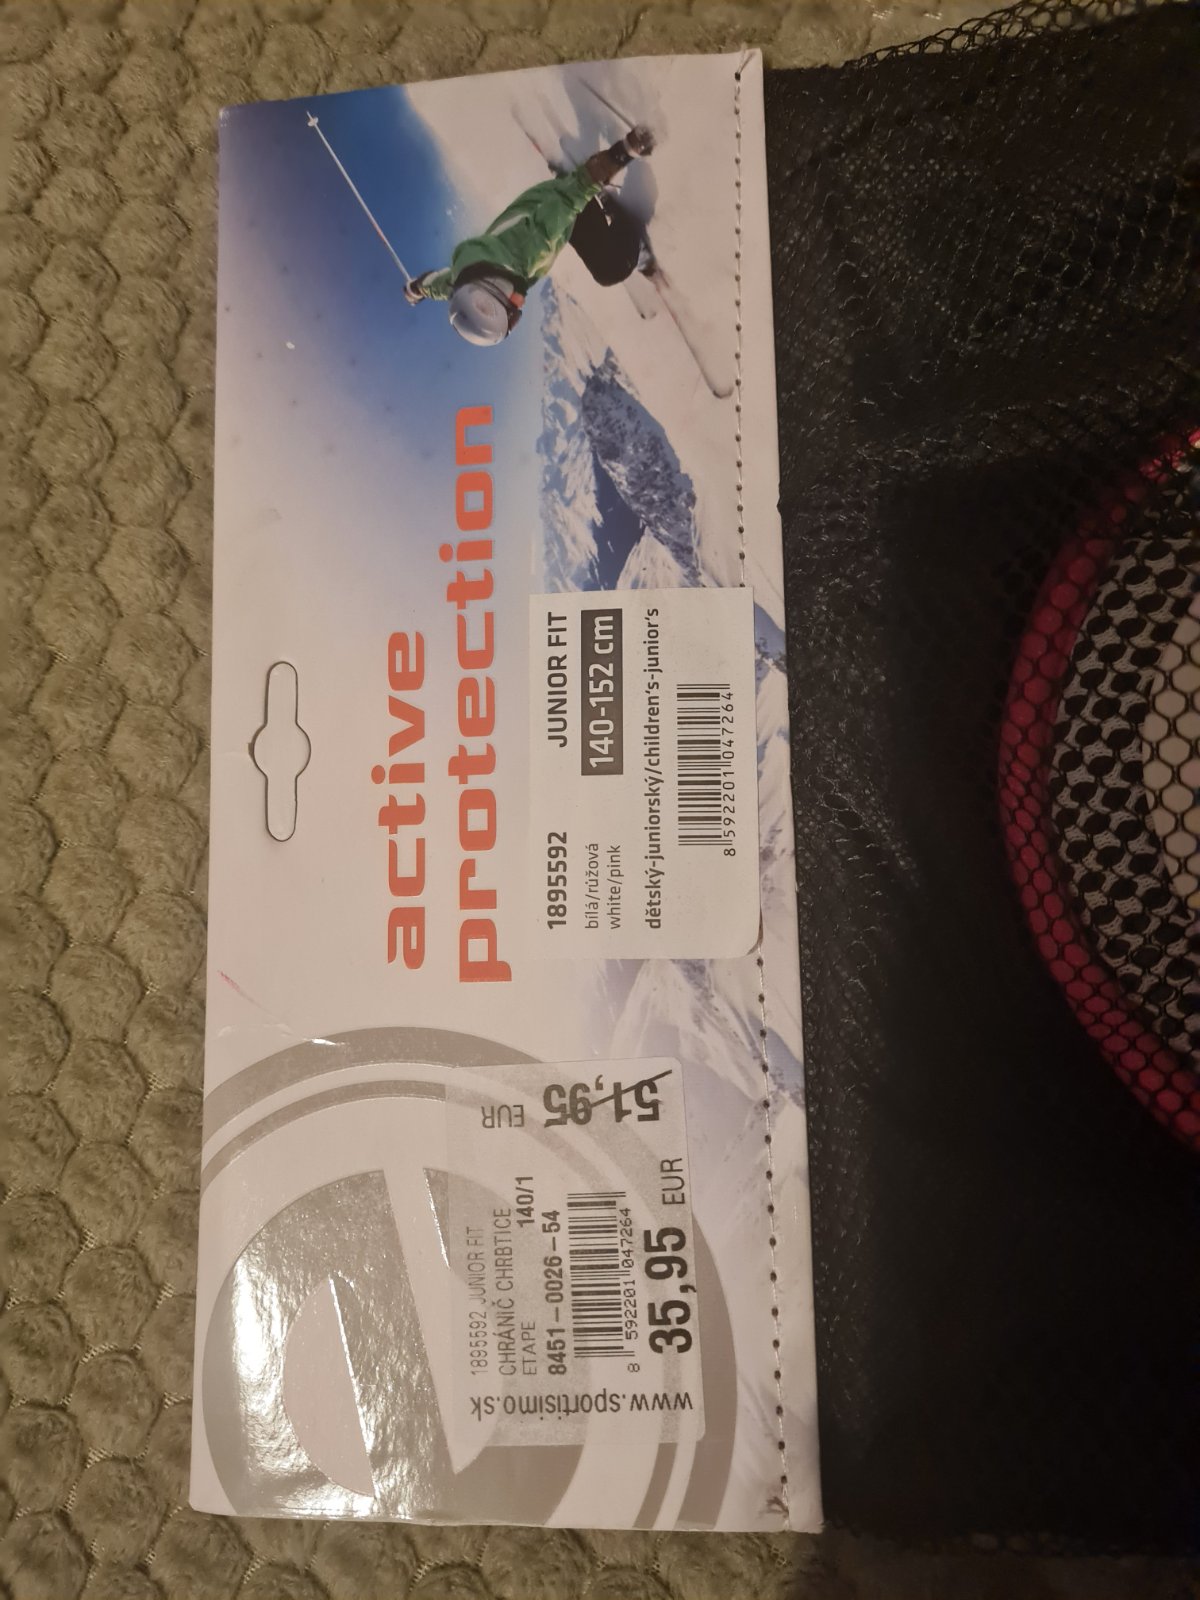 active
protection
1895592 JUNIOR FIT
bílá/růžová 140-152 cm
white/pink
dětský-juniorský/children's-junior's
8 592201 047264
www.sportisimo.sk
1895592 JUNIOR FIT
CHRÁNIČ CHRBTICE
ETAPE 140/1
8451-0026-54
8 592201 047264
35,95 EUR
51,95
EUR